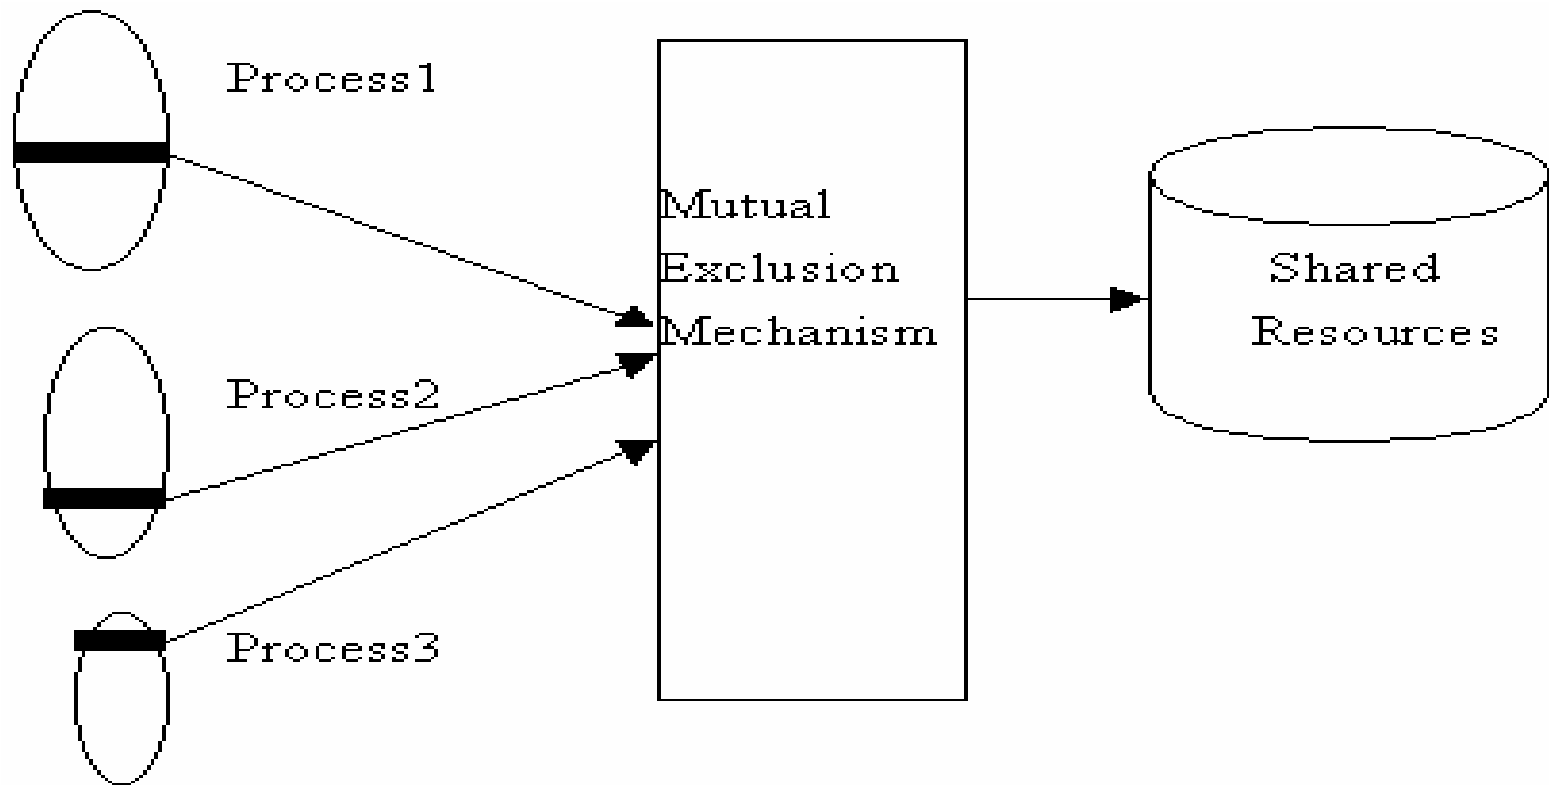 Process1
Mutual
Exclusion
Mechanism
Shared
Resources
Process2
Process3